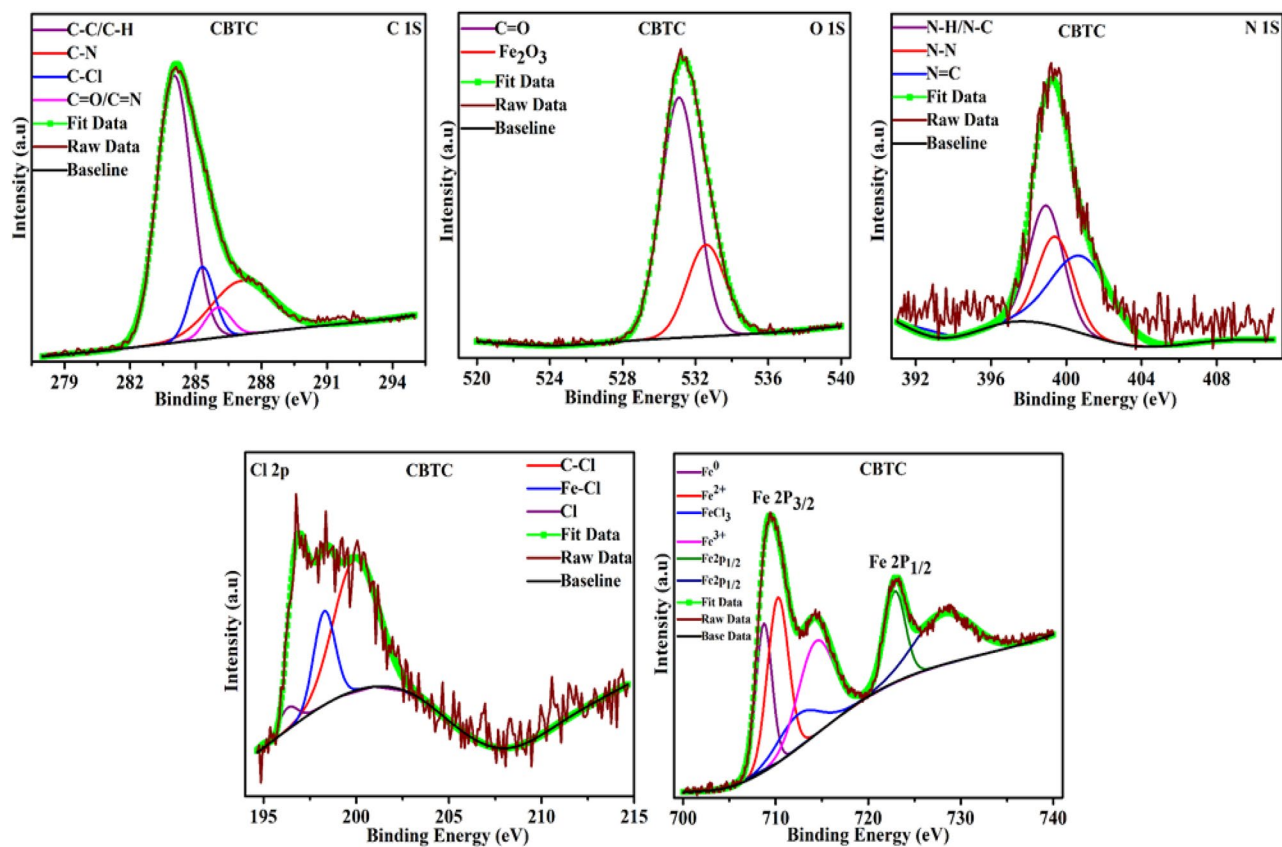 C-C/C-H
C-N
C-Cl
C=O/C=N
Fit Data
Raw Data
Baseline
CBTC
C 1S
Intensity (a.u)
279 282 285 288 291 294
Binding Energy (eV)
C=O
Fe2O3
Fit Data
Raw Data
Baseline
CBTC
O 1S
Intensity (a.u)
520 524 528 532 536 540
Binding Energy (eV)
N-H/N-C
N-N
N=C
Fit Data
Raw Data
Baseline
CBTC
N 1S
Intensity (a.u)
392 396 400 404 408
Binding Energy (eV)
Cl 2p
CBTC
C-Cl
Fe-Cl
Cl
Fit Data
Raw Data
Baseline
Intensity (a.u)
195 200 205 210 215
Binding Energy (eV)
Fe0
Fe2+
FeCl3
Fe3+
Fe2p1/2
Fe2p1/2
Fit Data
Raw Data
Base Data
CBTC
Fe 2P3/2
Fe 2P1/2
Intensity (a.u)
700 710 720 730 740
Binding Energy (eV)